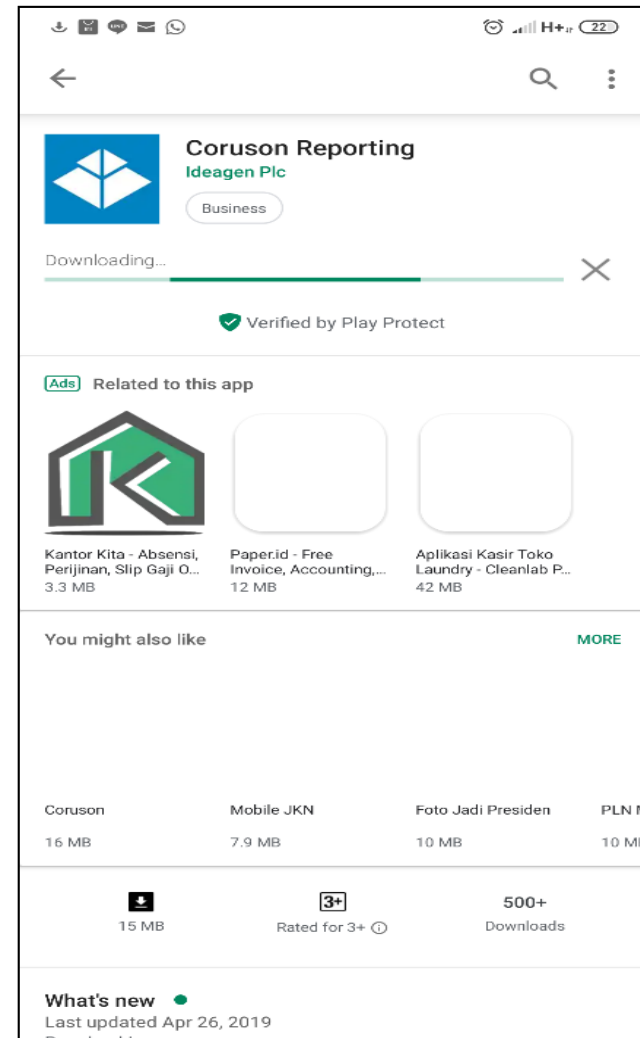 H+ 22
Coruson Reporting
Ideagen Plc
Business
Downloading...
Verified by Play Protect
Ads Related to this app
Kantor Kita - Absensi,
Perijinan, Slip Gaji O...
3.3 MB
Paper.id - Free
Invoice, Accounting,...
12 MB
Aplikasi Kasir Toko
Laundry - Cleanlab P...
42 MB
You might also like
MORE
Coruson
16 MB
Mobile JKN
7.9 MB
Foto Jadi Presiden
10 MB
PLN
10
15 MB
3+
Rated for 3+
500+
Downloads
What's new
Last updated Apr 26, 2019